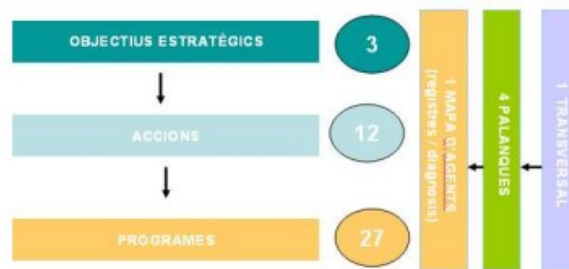 OBJECTIUS ESTRATÈGICS
3
ACCIONS
12
PROGRAMES
27
1 MAPA D'AGENTS
(registres / diagnosis)
4 PALANQUES
1 TRANSVERSAL